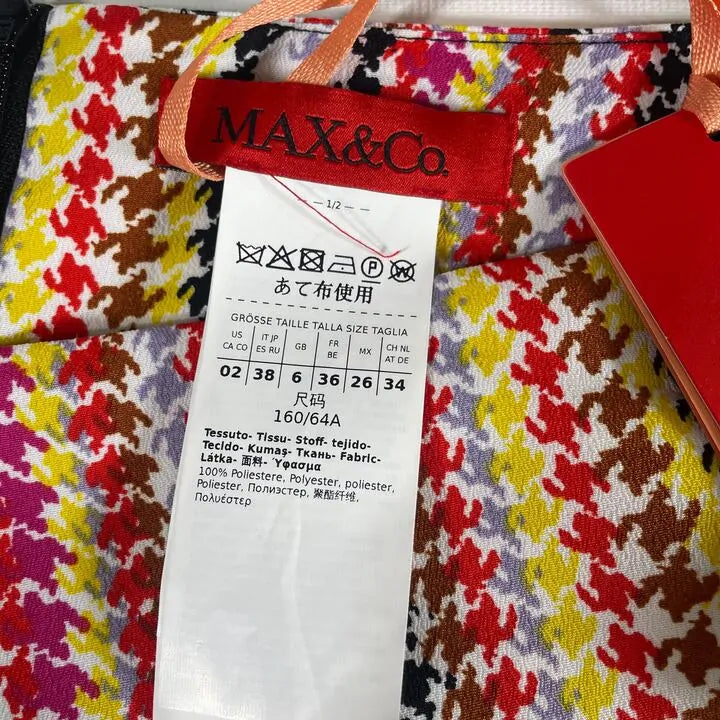 MAX&Co.
— — 1/2 — —
P W
あて布使用
GRÖSSE TAILLE TALLA SIZE TAGLIA
US CA CO | IT JP ES RU | GB | FR BE | MX | CH NL AT DE
02 | 38 | 6 | 36 | 26 | 34
尺码
160/64A
Tessuto- Tissu- Stoff- tejido-
Tecido- Kumaş- Ткань- Fabric-
Látka- 面料- Ύφασμα
100% Poliestere, Polyester, poliester,
Poliester, Полиэстер, 聚酯纤维,
Πολυέστερ